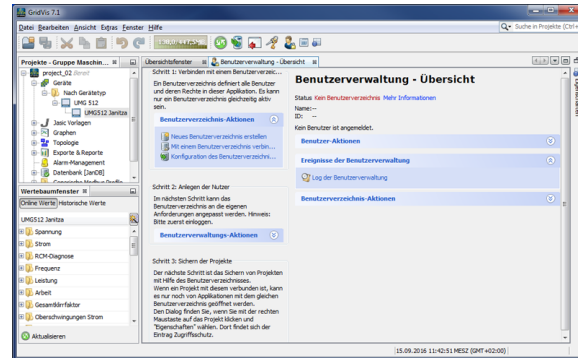 GridVis 7.1
Datei Bearbeiten Ansicht Extras Fenster Hilfe
Suche in Projekte (Ctrl+
Projekte - Gruppe Maschin...
project_02 Bereit
Geräte
Nach Gerätetyp
UMG 512
UMG512 Janitza
Jasic Vorlagen
Graphen
Topologie
Exporte & Reporte
Alarm-Management
Datenbank [JanDB]
Generische Modbus Profile
Wertebaumfenster
Online Werte Historische Werte
UMG512 Janitza
Spannung
Strom
RCM-Diagnose
Frequenz
Leistung
Arbeit
Gesamtklirrfaktor
Oberschwingungen Strom
Aktualisieren
Übersichtsfenster
Benutzerverwaltung - Übersicht
Schritt 1: Verbinden mit einem Benutzerverzeic...
Ein Benutzerverzeichnis definiert alle Benutzer
und deren Rechte in dieser Applikation. Es kann
nur ein Benutzerverzeichnis gleichzeitig aktiv
sein.
Benutzerverzeichnis-Aktionen
Neues Benutzerverzeichnis erstellen
Mit einem Benutzerverzeichnis verbin...
Konfiguration des Benutzerverzeichni...
Schritt 2: Anlegen der Nutzer
Im nächsten Schritt kann das
Benutzerverzeichnis an die eigenen
Anforderungen angepasst werden. Hinweis:
Bitte zuerst einloggen.
Benutzerverwaltungs-Aktionen
Schritt 3: Sichern der Projekte
Der nächste Schritt ist das Sichern von Projekten
mit Hilfe des Benutzerverzeichnisses.
Wenn ein Projekt mit diesem verbunden ist, kann
es nur noch von Applikationen mit dem gleichen
Benutzerverzeichnis geöffnet werden.
Den Dialog finden Sie, wenn Sie mit der rechten
Maustaste auf das Projekt klicken und
"Eigenschaften" wählen. Dort findet sich der
Eintrag Zugriffsschutz.
Benutzerverwaltung - Übersicht
Status Kein Benutzerverzeichnis Mehr Informationen
Name:--
ID: --
Kein Benutzer ist angemeldet.
Benutzer-Aktionen
Ereignisse der Benutzerverwaltung
Log der Benutzerverwaltung
Benutzerverzeichnis-Aktionen
Eigenschaften
15.09.2016 11:42:51 MESZ (GMT+02:00)